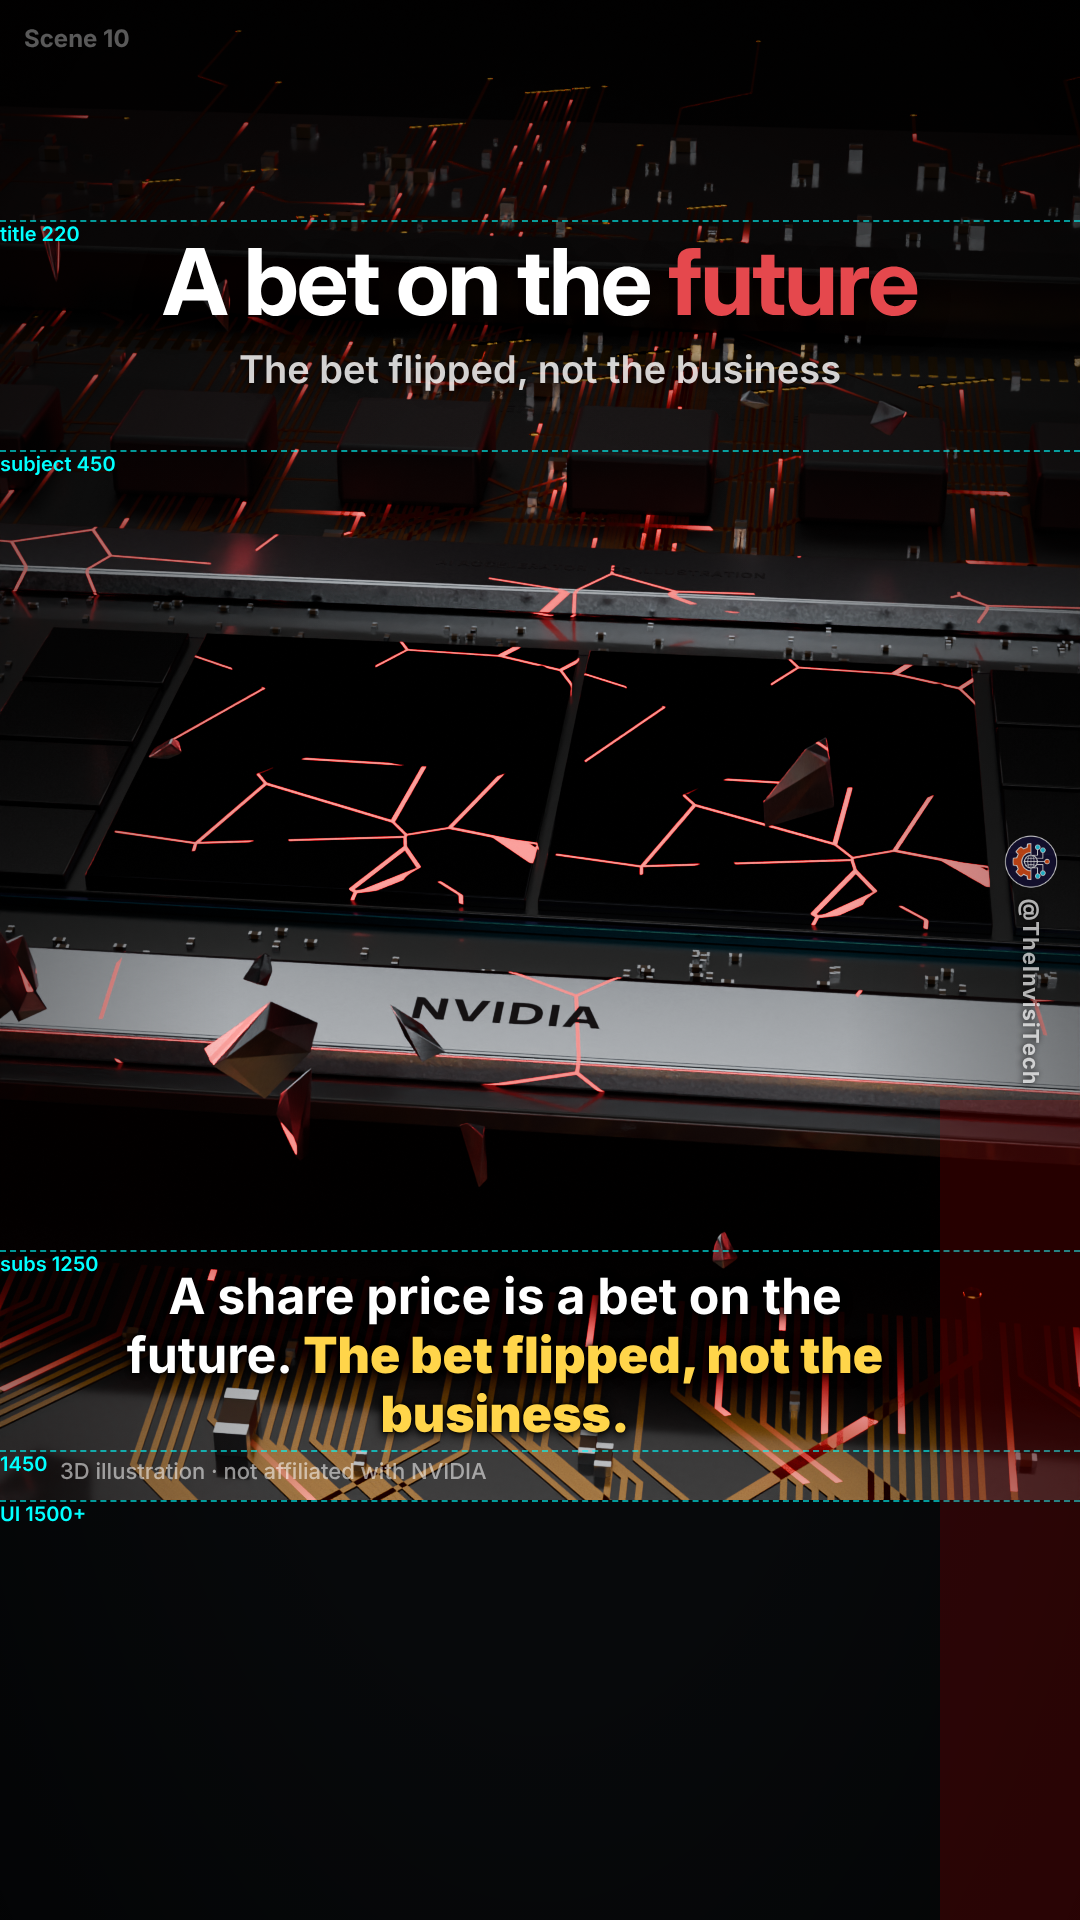 Scene 10
title 220
A bet on the future
The bet flipped, not the business
subject 450
@TheInvisiTech
NVIDIA
subs 1250
A share price is a bet on the
future. The bet flipped, not the
business.
1450
3D illustration · not affiliated with NVIDIA
UI 1500+